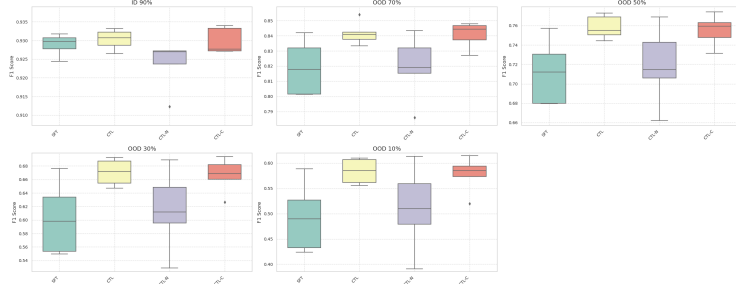 ID 90%
0.935
0.930
0.925
0.920
0.915
0.910
F1 Score
SFT
CTL
CTL-N
CTL-C
OOD 70%
0.85
0.84
0.83
0.82
0.81
0.80
0.79
F1 Score
SFT
CTL
CTL-N
CTL-C
OOD 50%
0.76
0.74
0.72
0.70
0.68
0.66
F1 Score
SFT
CTL
CTL-N
CTL-C
OOD 30%
0.68
0.66
0.64
0.62
0.60
0.58
0.56
0.54
F1 Score
SFT
CTL
CTL-N
CTL-C
OOD 10%
0.60
0.55
0.50
0.45
0.40
F1 Score
SFT
CTL
CTL-N
CTL-C